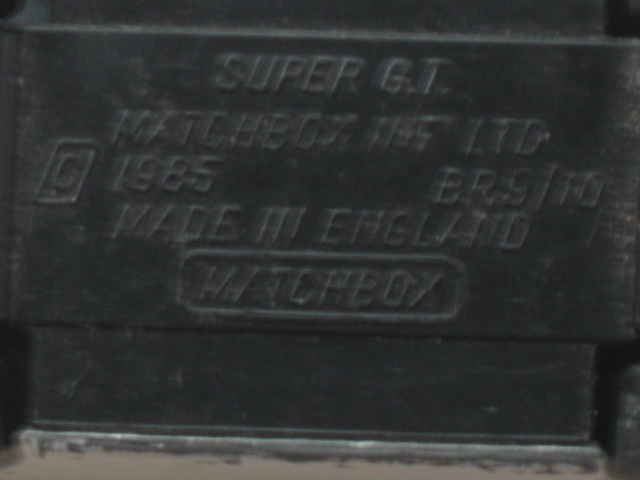 SUPER G.T.
MATCHBOX INT LTD
© 1985 BR.9/10
MADE IN ENGLAND
MATCHBOX